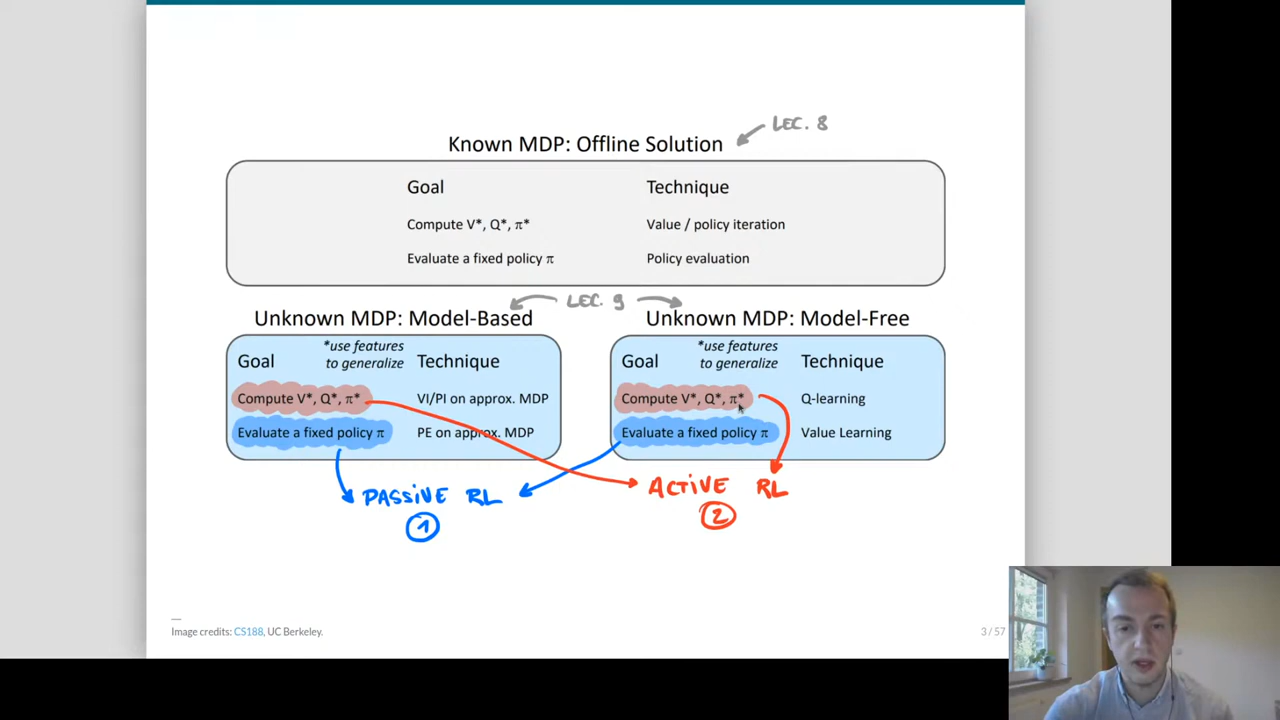 LEC. 8
Known MDP: Offline Solution
Goal Technique
Compute V*, Q*, π* Value / policy iteration
Evaluate a fixed policy π Policy evaluation
LEC. 9
Unknown MDP: Model-Based
*use features
to generalize
Goal Technique
Compute V*, Q*, π* VI/PI on approx. MDP
Evaluate a fixed policy π PE on approx. MDP
Unknown MDP: Model-Free
*use features
to generalize
Goal Technique
Compute V*, Q*, π* Q-learning
Evaluate a fixed policy π Value Learning
PASSIVE RL
1
ACTIVE RL
2
Image credits: CS188, UC Berkeley.
3 / 57